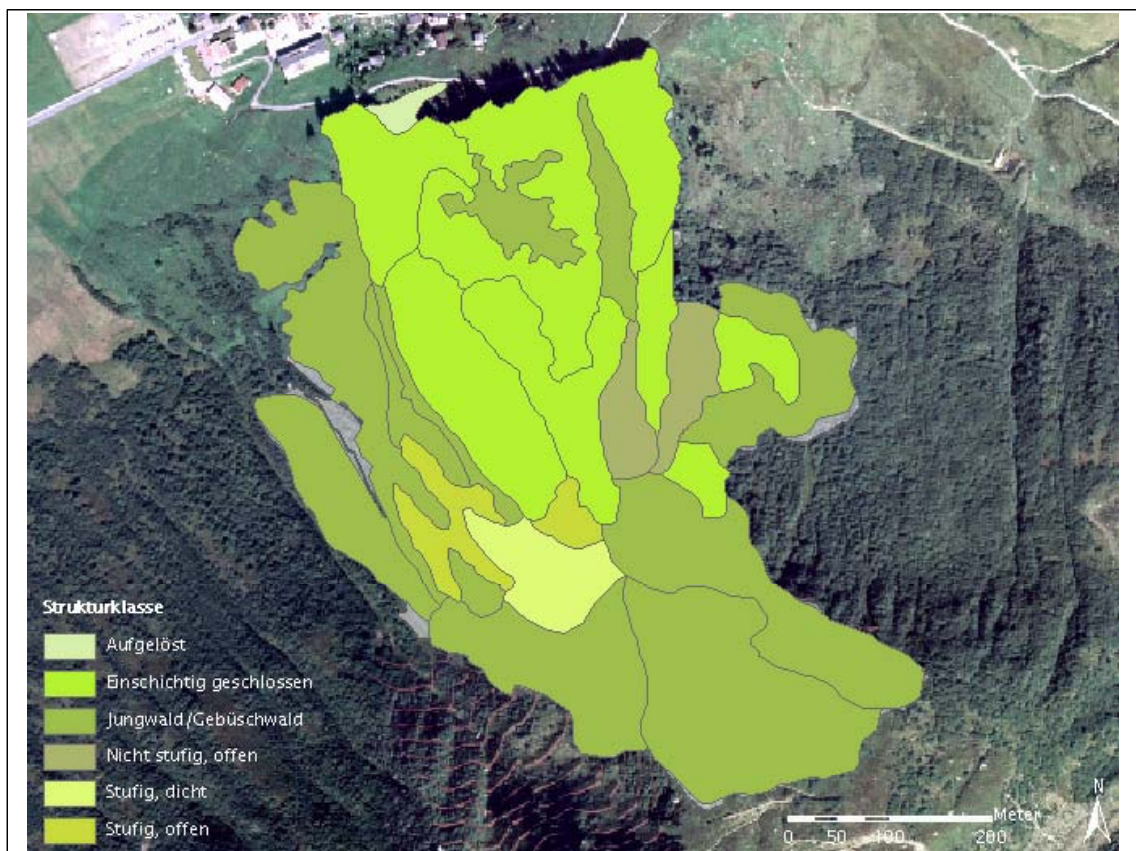 Strukturklasse
Aufgelöst
Einschichtig geschlossen
Jungwald/Gebüschwald
Nicht stufig, offen
Stufig, dicht
Stufig, offen
N
Meter
0 50 100 200